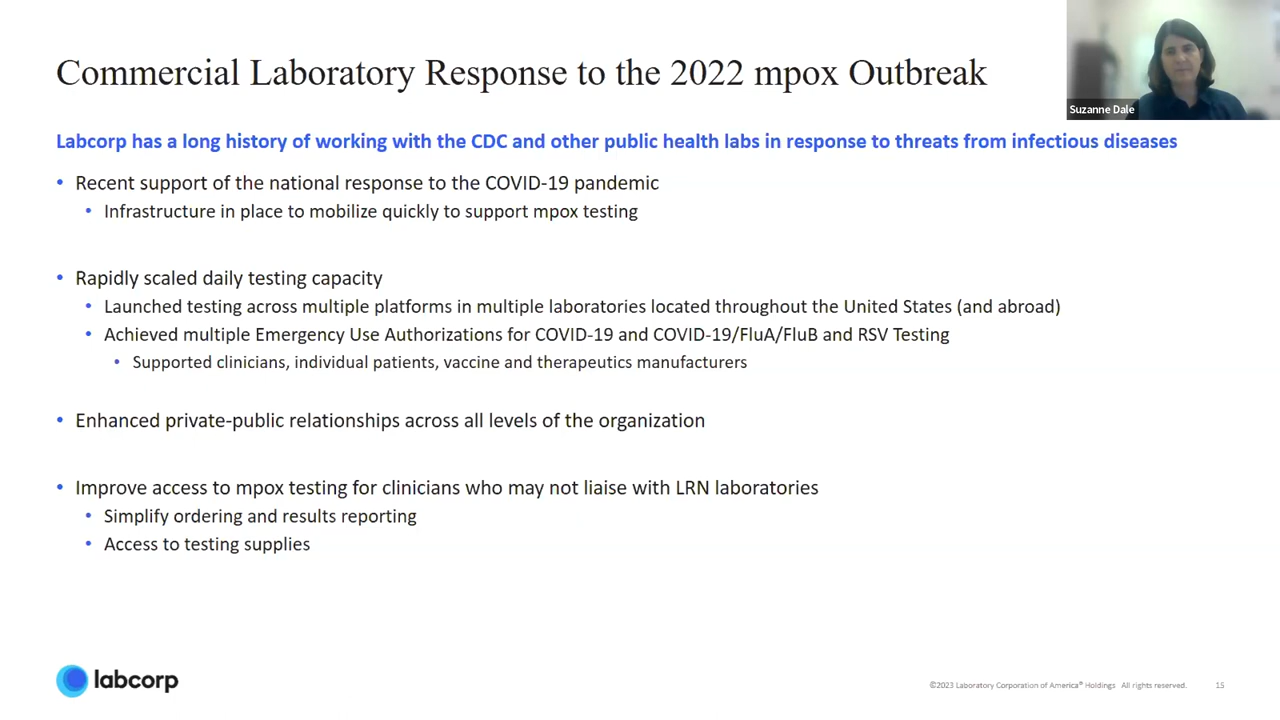 Commercial Laboratory Response to the 2022 mpox Outbreak
Suzanne Dale
Labcorp has a long history of working with the CDC and other public health labs in response to threats from infectious diseases
• Recent support of the national response to the COVID-19 pandemic
• Infrastructure in place to mobilize quickly to support mpox testing
• Rapidly scaled daily testing capacity
• Launched testing across multiple platforms in multiple laboratories located throughout the United States (and abroad)
• Achieved multiple Emergency Use Authorizations for COVID-19 and COVID-19/FluA/FluB and RSV Testing
• Supported clinicians, individual patients, vaccine and therapeutics manufacturers
• Enhanced private-public relationships across all levels of the organization
• Improve access to mpox testing for clinicians who may not liaise with LRN laboratories
• Simplify ordering and results reporting
• Access to testing supplies
labcorp
©2023 Laboratory Corporation of America® Holdings All rights reserved. 15